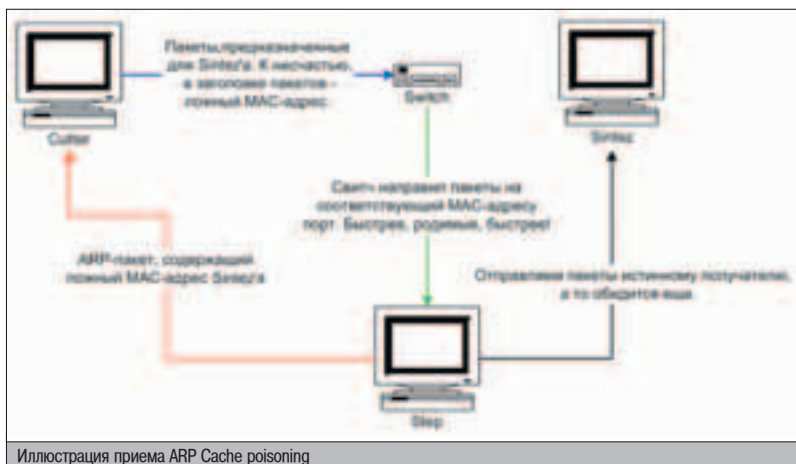 Пакеты,предназначенные
для Sintez'а. К несчастью,
в заголовке пакетов -
ложный MAC-адрес
Cutter
Switch
Sintez
Свитч направил пакеты на
соответствующий MAC-адресу
порт. Быстрее, родимый, быстрее!
ARP-пакет, содержащий
ложный MAC-адрес Sintez'а
Отправляем пакеты истинному получателю,
а то обидится еще
Step
Иллюстрация приема ARP Cache poisoning